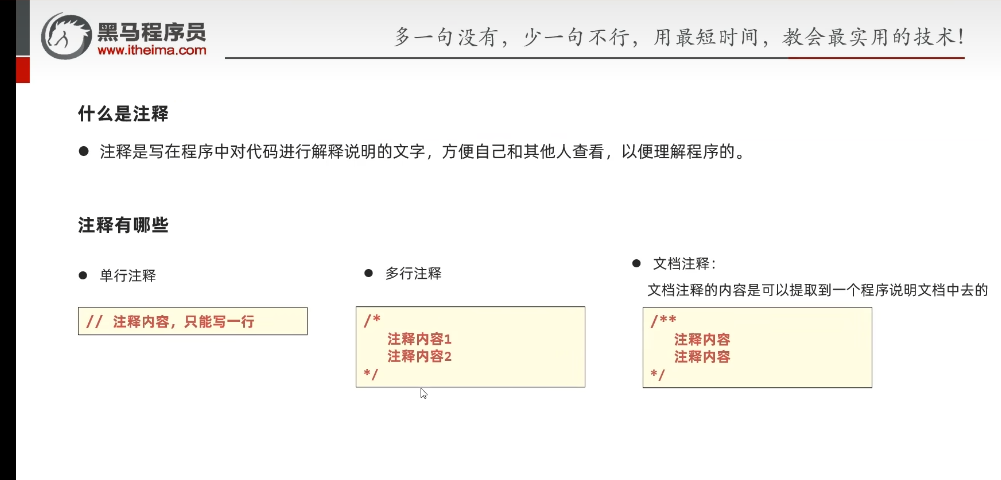 黑马程序员
www.itheima.com
多一句没有，少一句不行，用最短时间，教会最实用的技术！
什么是注释
● 注释是写在程序中对代码进行解释说明的文字，方便自己和其他人查看，以便理解程序的。
注释有哪些
● 单行注释
// 注释内容，只能写一行
● 多行注释
/*
注释内容1
注释内容2
*/
● 文档注释：
文档注释的内容是可以提取到一个程序说明文档中去的
/**
注释内容
注释内容
*/